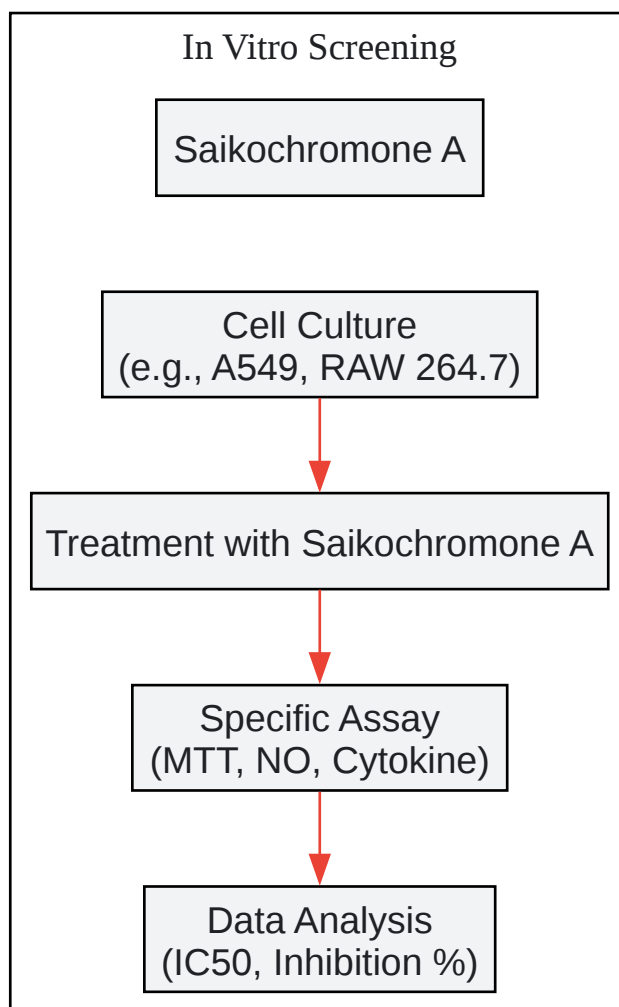 In Vitro Screening
Saikochromone A
Cell Culture
(e.g., A549, RAW 264.7)
Treatment with Saikochromone A
Specific Assay
(MTT, NO, Cytokine)
Data Analysis
(IC50, Inhibition %)